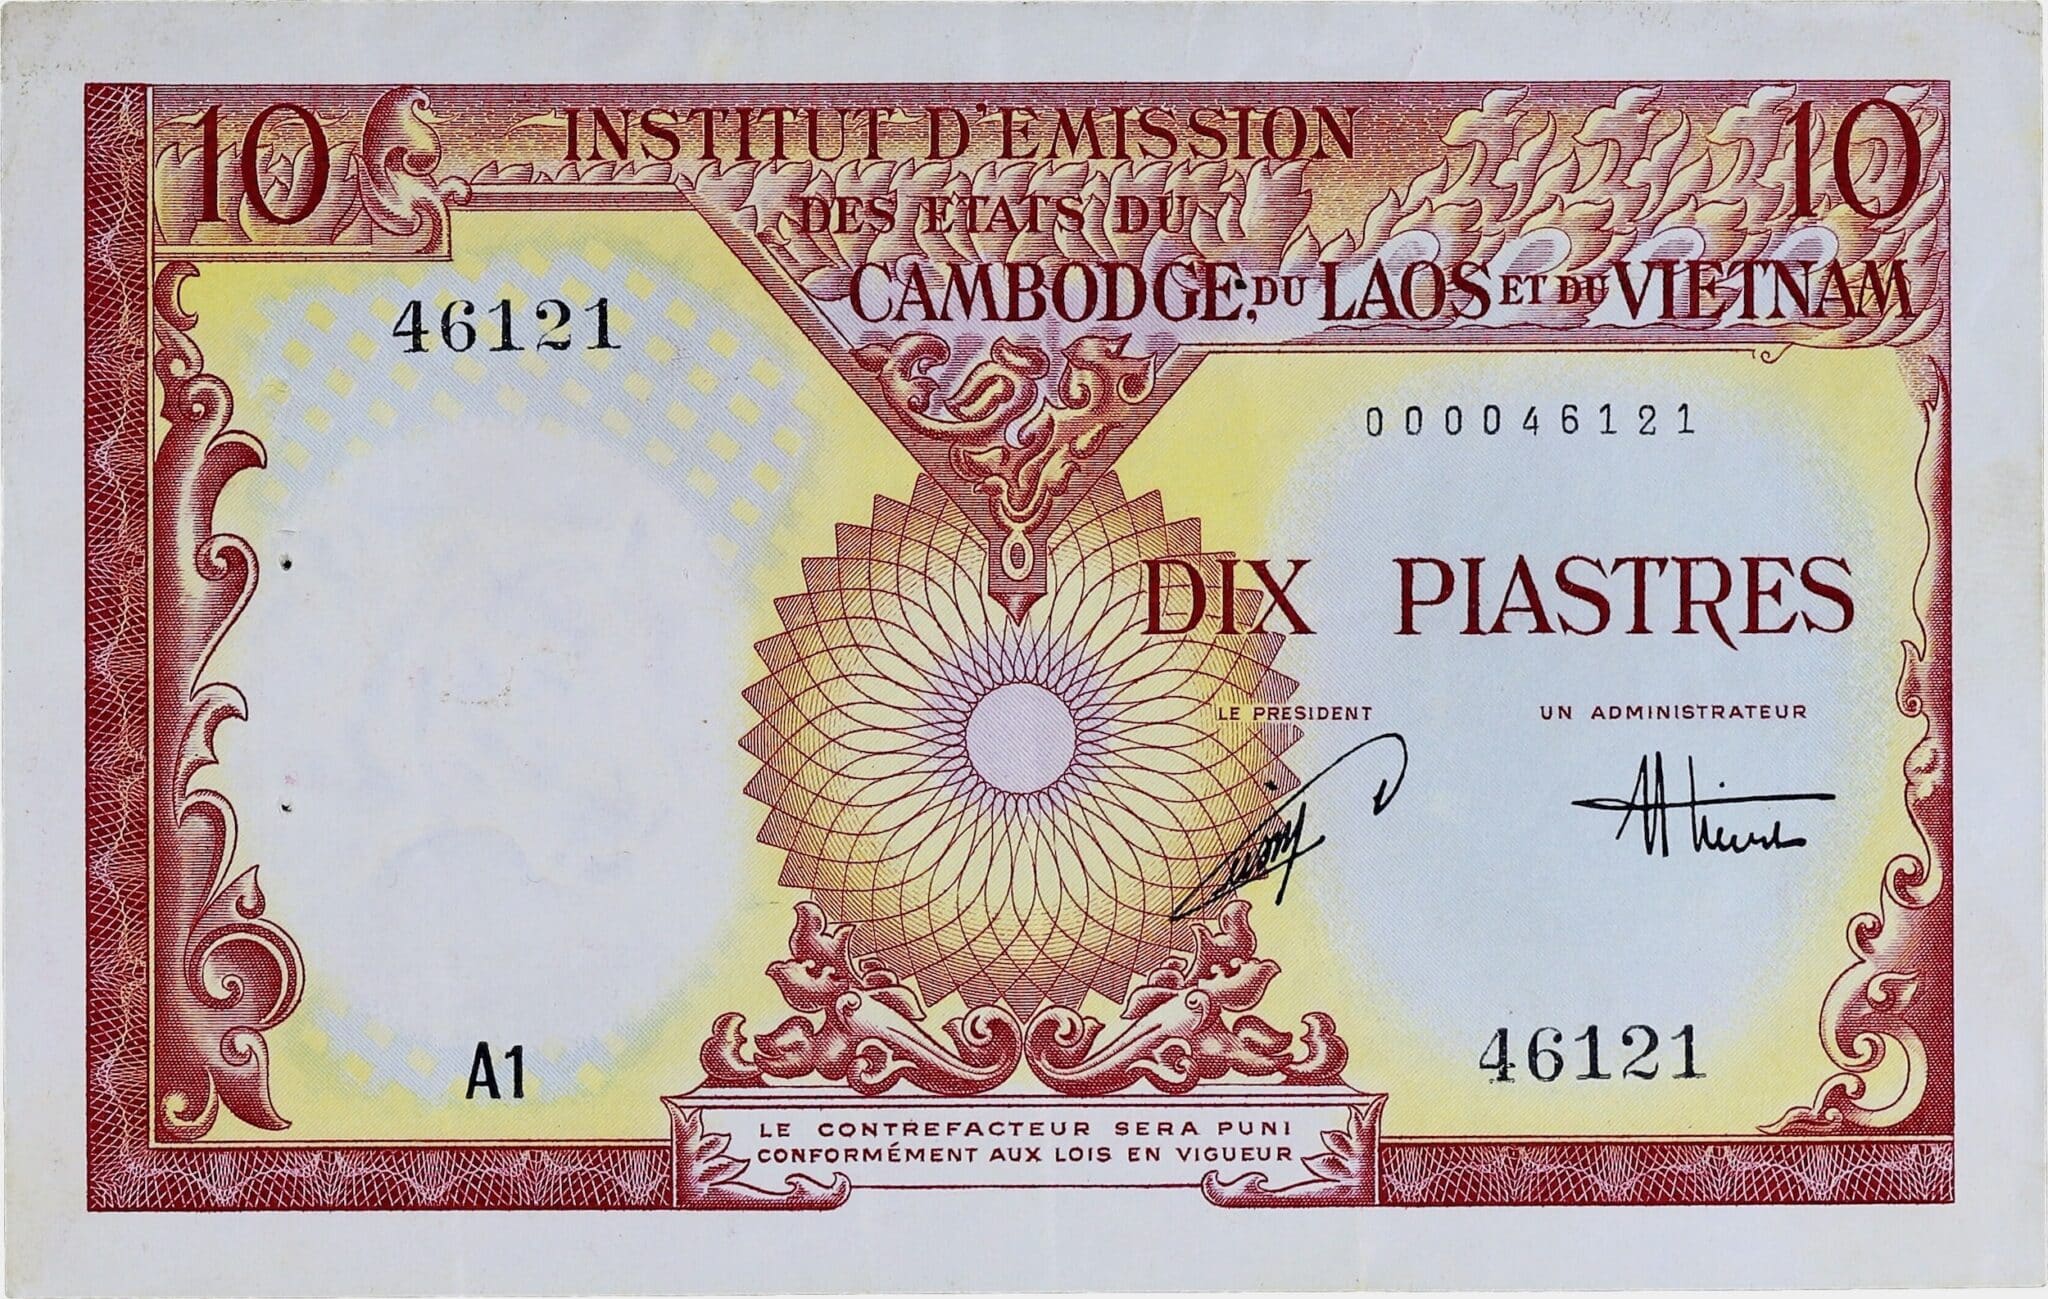 10 INSTITUT D'EMISSION 10
DES ETATS DU
CAMBODGE, DU LAOS ET DU VIETNAM
46121
000046121
DIX PIASTRES
LE PRESIDENT UN ADMINISTRATEUR
46121
A1
LE CONTREFACTEUR SERA PUNI
CONFORMÉMENT AUX LOIS EN VIGUEUR